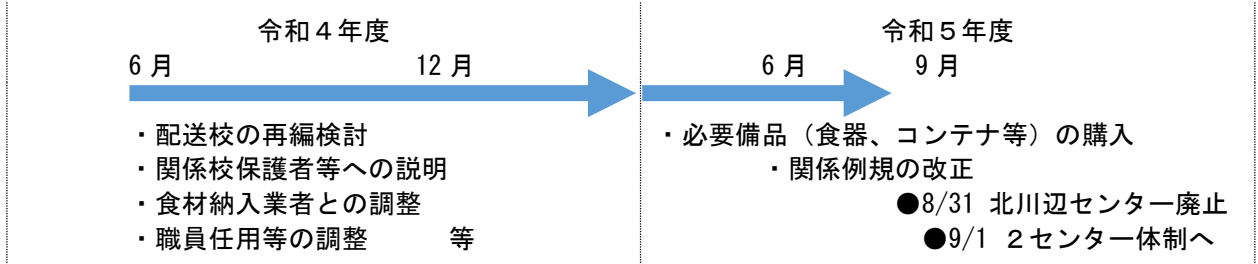 令和４年度 令和５年度
6 月 12 月 6 月 9 月
・配送校の再編検討 ・必要備品（食器、コンテナ等）の購入
・関係校保護者等への説明 ・関係例規の改正
・食材納入業者との調整 ●8/31 北川辺センター廃止
・職員任用等の調整 等 ●9/1 ２センター体制へ